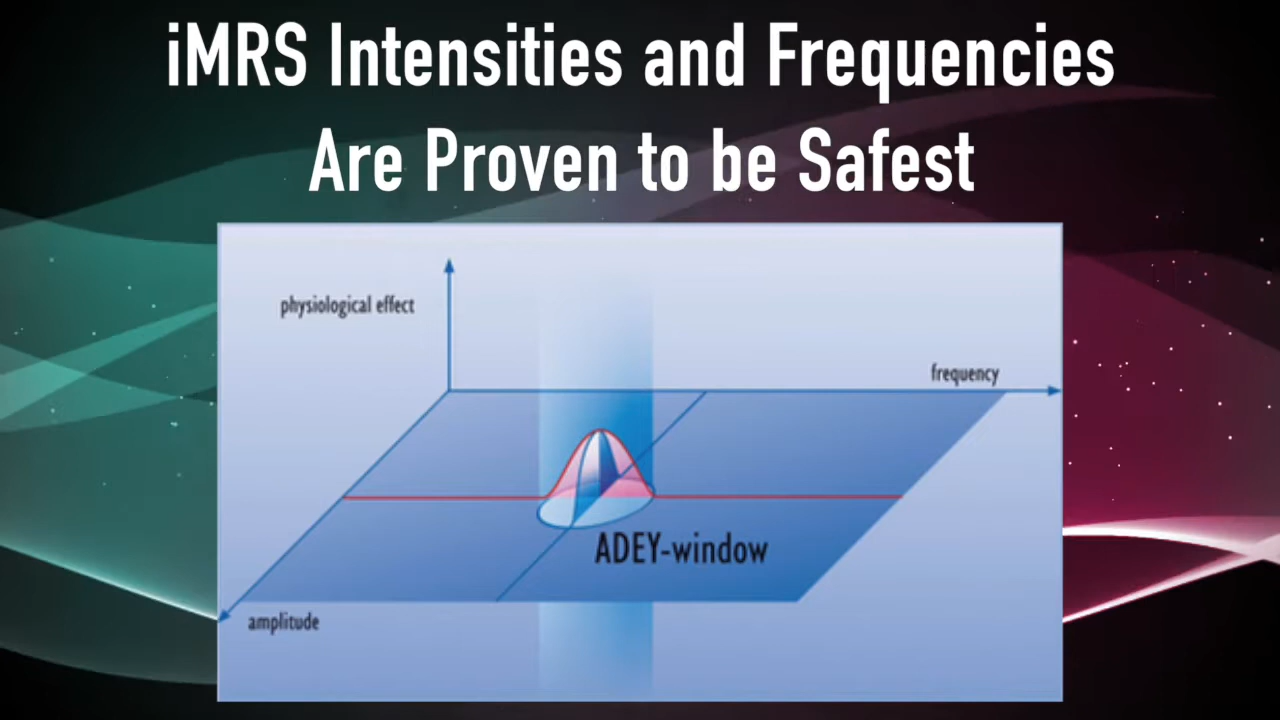 iMRS Intensities and Frequencies
Are Proven to be Safest
physiological effect
frequency
ADEY-window
amplitude